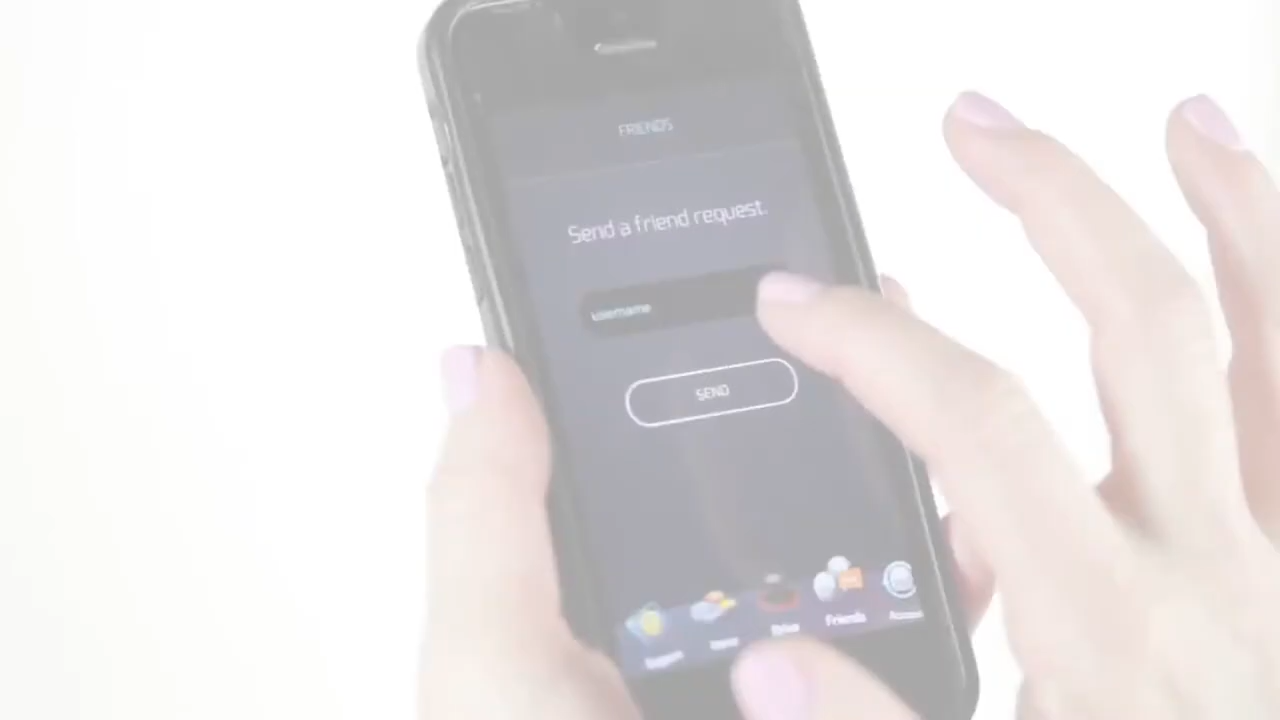 FRIENDS
Send a friend request.
username
SEND
Friends